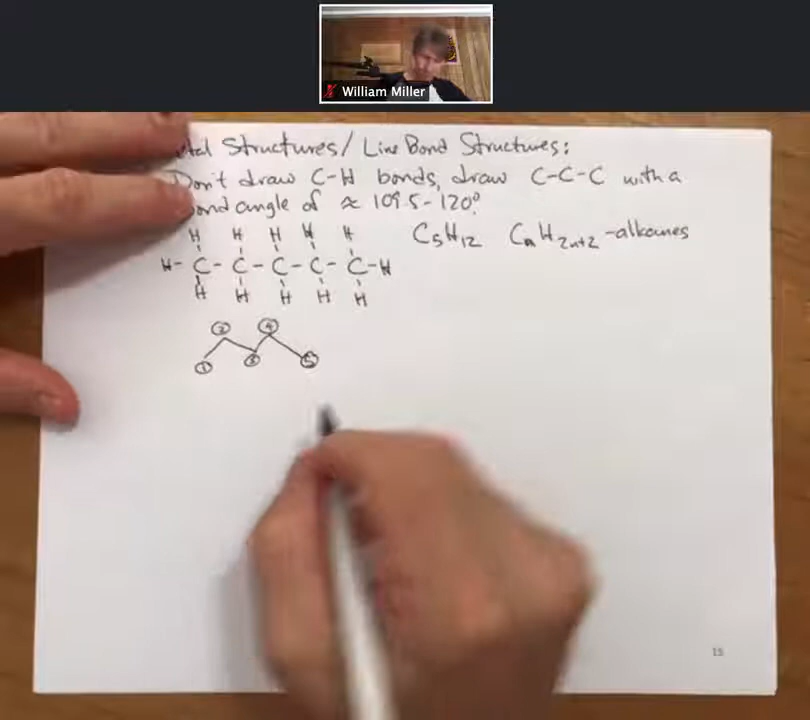 William Miller
Structures/ Line Bond Structures:
Don't draw C-H bonds, draw C-C-C with a
bond angle of ≈ 109.5-120°
H H H H H C5H12 CnH2n+2 -alkanes
H- C- C- C- C- C-H
H H H H H
2 4
1 3 5
15